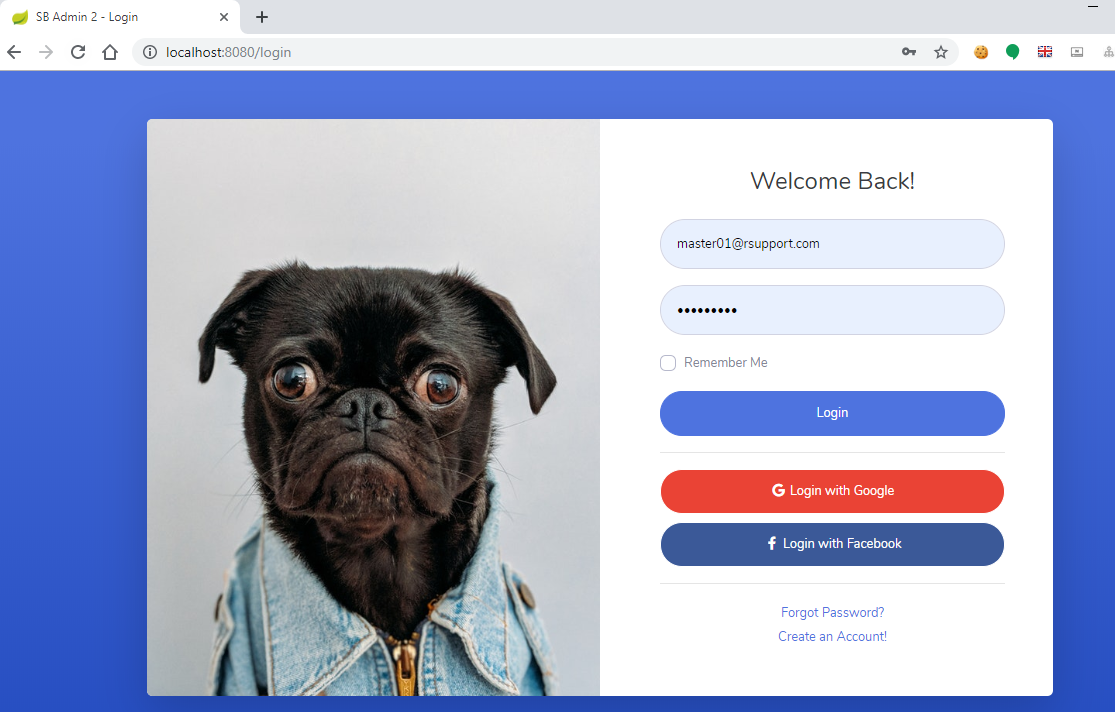 SB Admin 2 - Login
localhost:8080/login
Welcome Back!
master01@rsupport.com
•••••••••
Remember Me
Login
Login with Google
Login with Facebook
Forgot Password?
Create an Account!